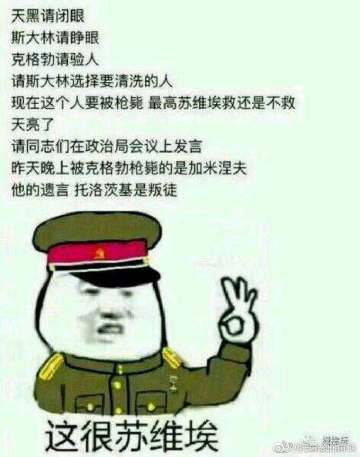 天黑请闭眼
斯大林请睁眼
克格勃请验人
请斯大林选择要清洗的人
现在这个人要被枪毙 最高苏维埃救还是不救
天亮了
请同志们在政治局会议上发言
昨天晚上被克格勃枪毙的是加米涅夫
他的遗言 托洛茨基是叛徒
这很苏维埃